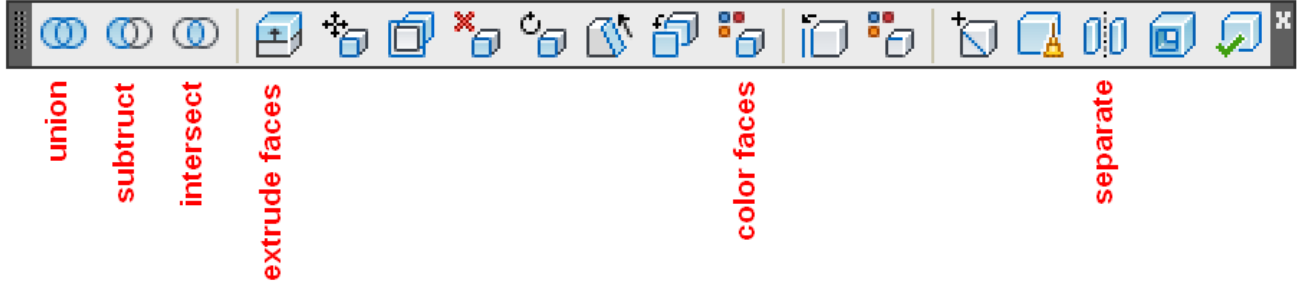 union
subtruct
intersect
extrude faces
color faces
separate